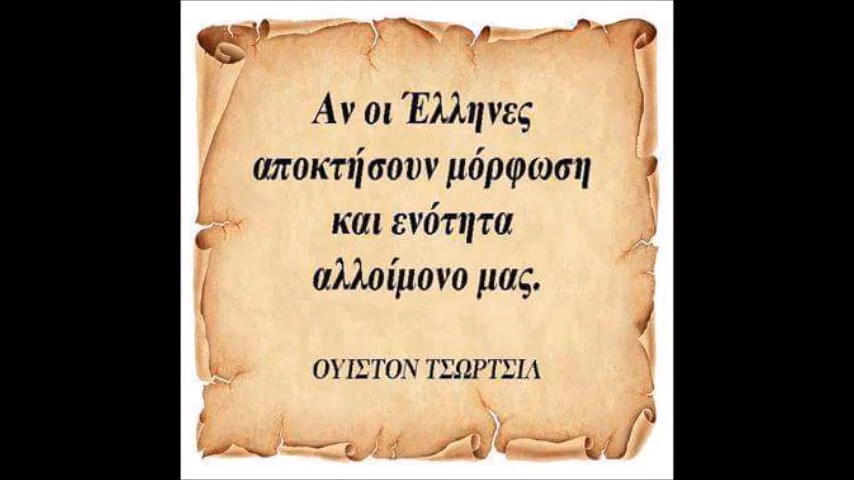 Αν οι Έλληνες
αποκτήσουν μόρφωση
και ενότητα
αλλοίμονο μας.
ΟΥΙΣΤΟΝ ΤΣΩΡΤΣΙΛ